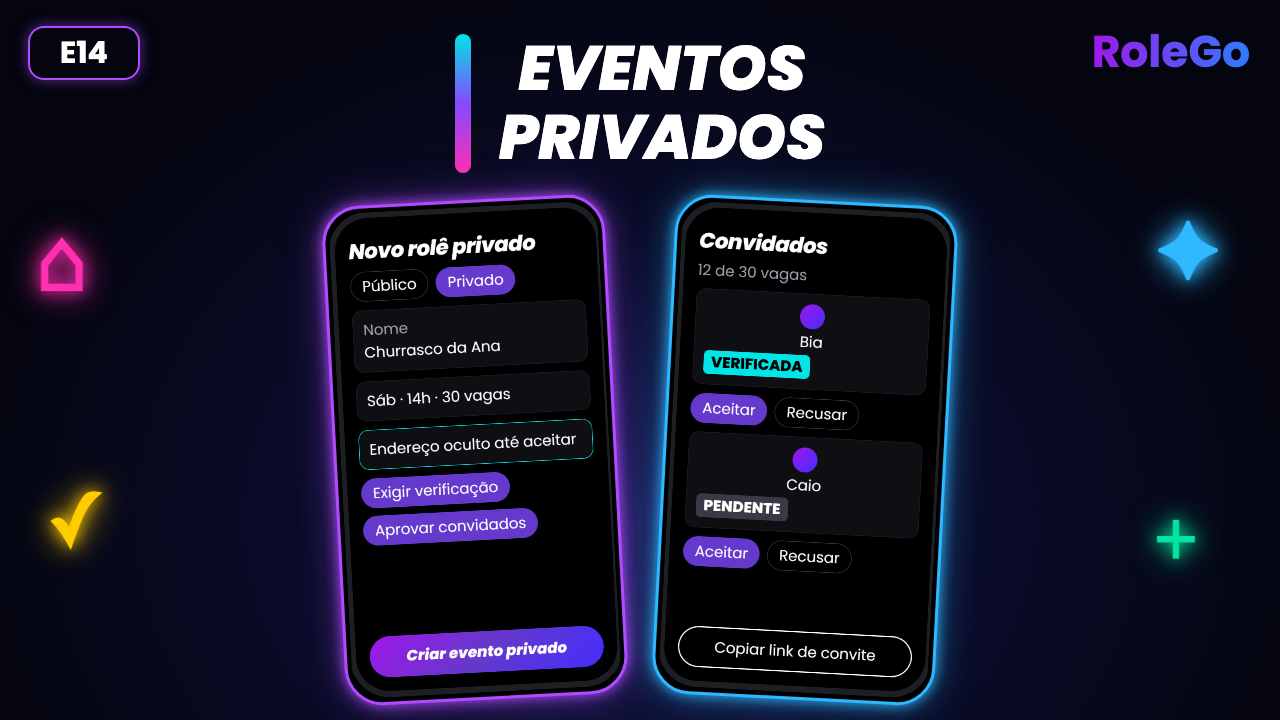 E14
EVENTOS
PRIVADOS
RoleGo
Novo rolê privado
Público
Privado
Nome
Churrasco da Ana
Sáb · 14h · 30 vagas
Endereço oculto até aceitar
Exigir verificação
Aprovar convidados
Criar evento privado
Convidados
12 de 30 vagas
Bia
VERIFICADA
Aceitar
Recusar
Caio
PENDENTE
Aceitar
Recusar
Copiar link de convite